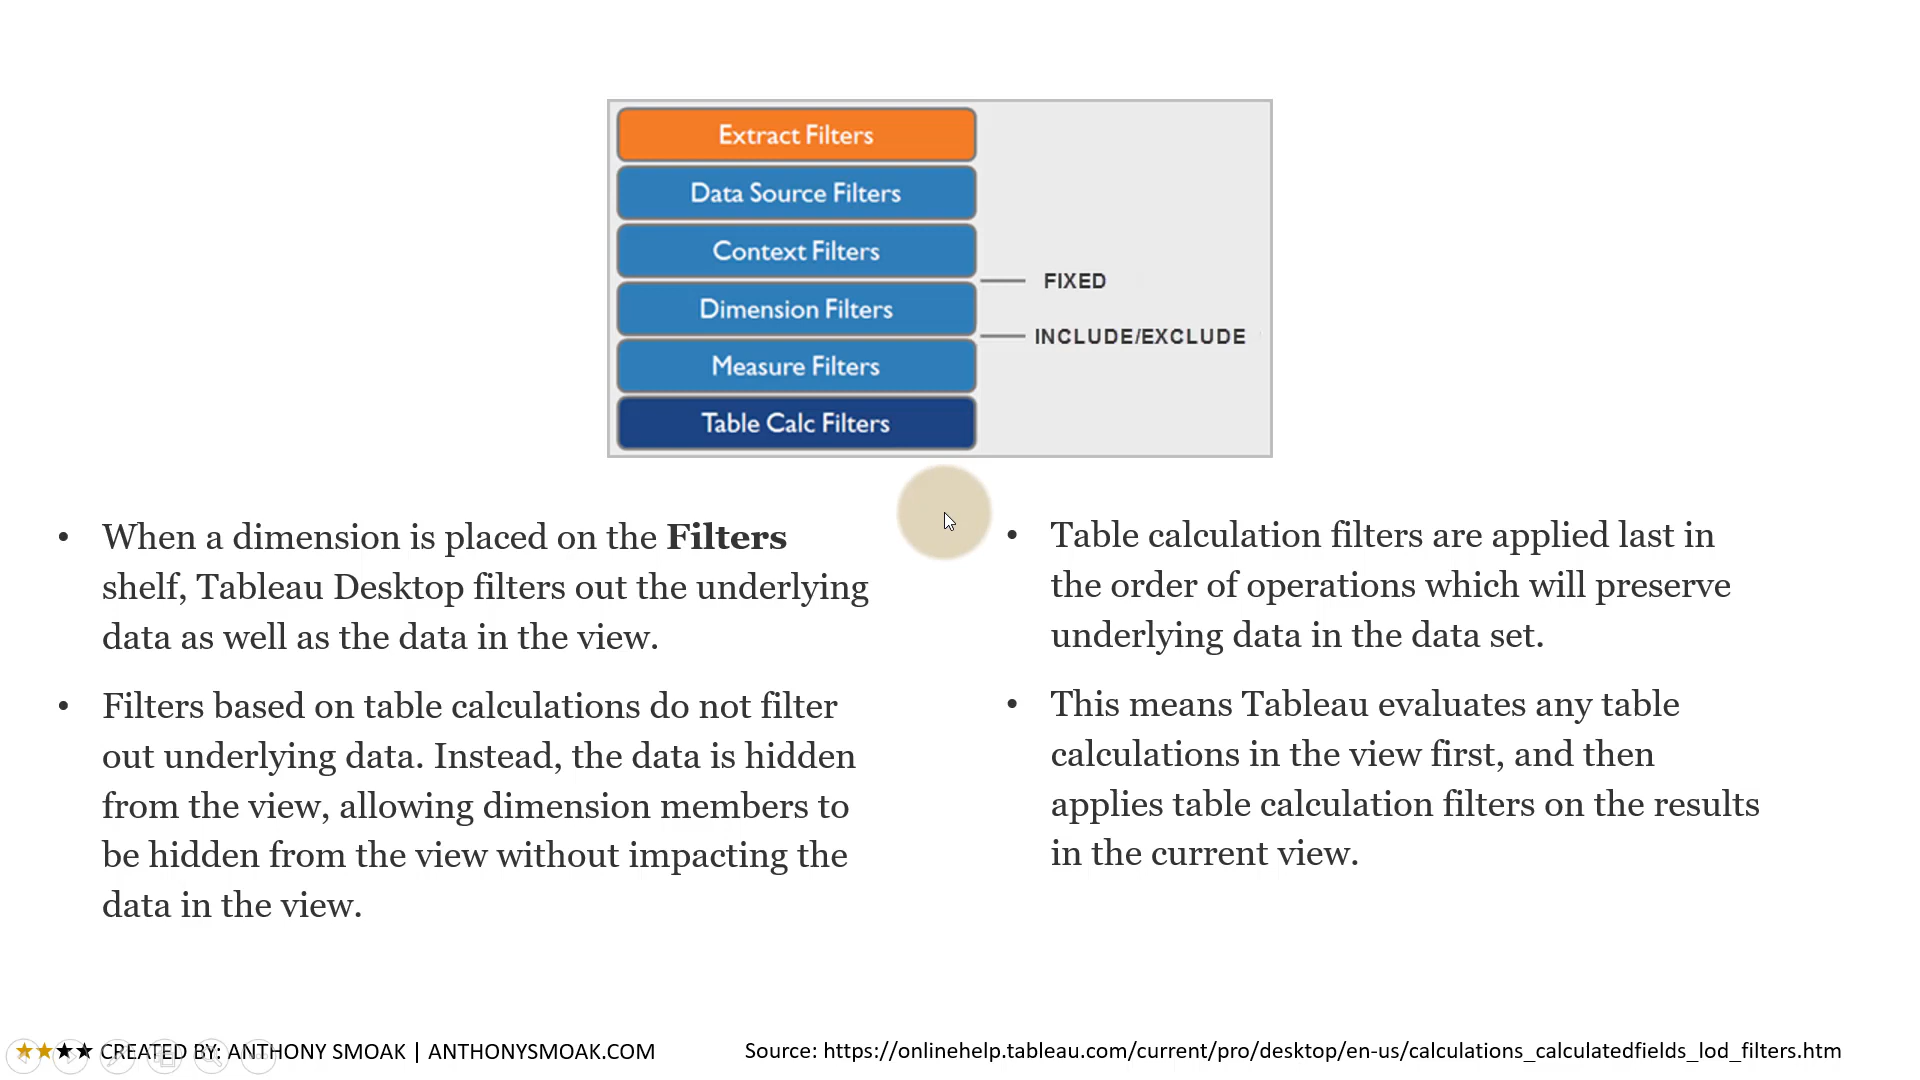 Extract Filters
Data Source Filters
Context Filters
FIXED
Dimension Filters
INCLUDE/EXCLUDE
Measure Filters
Table Calc Filters
• When a dimension is placed on the Filters
shelf, Tableau Desktop filters out the underlying
data as well as the data in the view.
• Filters based on table calculations do not filter
out underlying data. Instead, the data is hidden
from the view, allowing dimension members to
be hidden from the view without impacting the
data in the view.
• Table calculation filters are applied last in
the order of operations which will preserve
underlying data in the data set.
• This means Tableau evaluates any table
calculations in the view first, and then
applies table calculation filters on the results
in the current view.
★★★★ CREATED BY: ANTHONY SMOAK | ANTHONYSMOAK.COM
Source: https://onlinehelp.tableau.com/current/pro/desktop/en-us/calculations_calculatedfields_lod_filters.htm